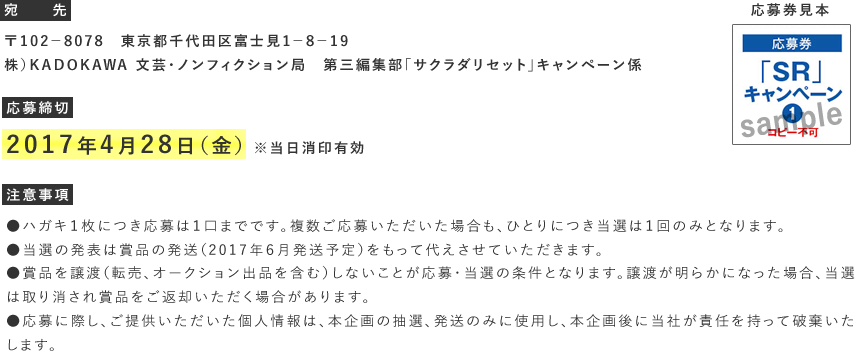 宛　先
〒102−8078　東京都千代田区富士見1−8−19
株）KADOKAWA 文芸・ノンフィクション局　第三編集部「サクラダリセット」キャンペーン係
応募締切
2017年4月28日（金） ※当日消印有効
注意事項
●ハガキ1枚につき応募は1口までです。複数ご応募いただいた場合も、ひとりにつき当選は1回のみとなります。
●当選の発表は賞品の発送（2017年6月発送予定）をもって代えさせていただきます。
●賞品を譲渡（転売、オークション出品を含む）しないことが応募・当選の条件となります。譲渡が明らかになった場合、当選
は取り消され賞品をご返却いただく場合があります。
●応募に際し、ご提供いただいた個人情報は、本企画の抽選、発送のみに使用し、本企画後に当社が責任を持って破棄いた
します。
応募券見本
応募券
「SR」
キャンペーン
1
sample
コピー不可